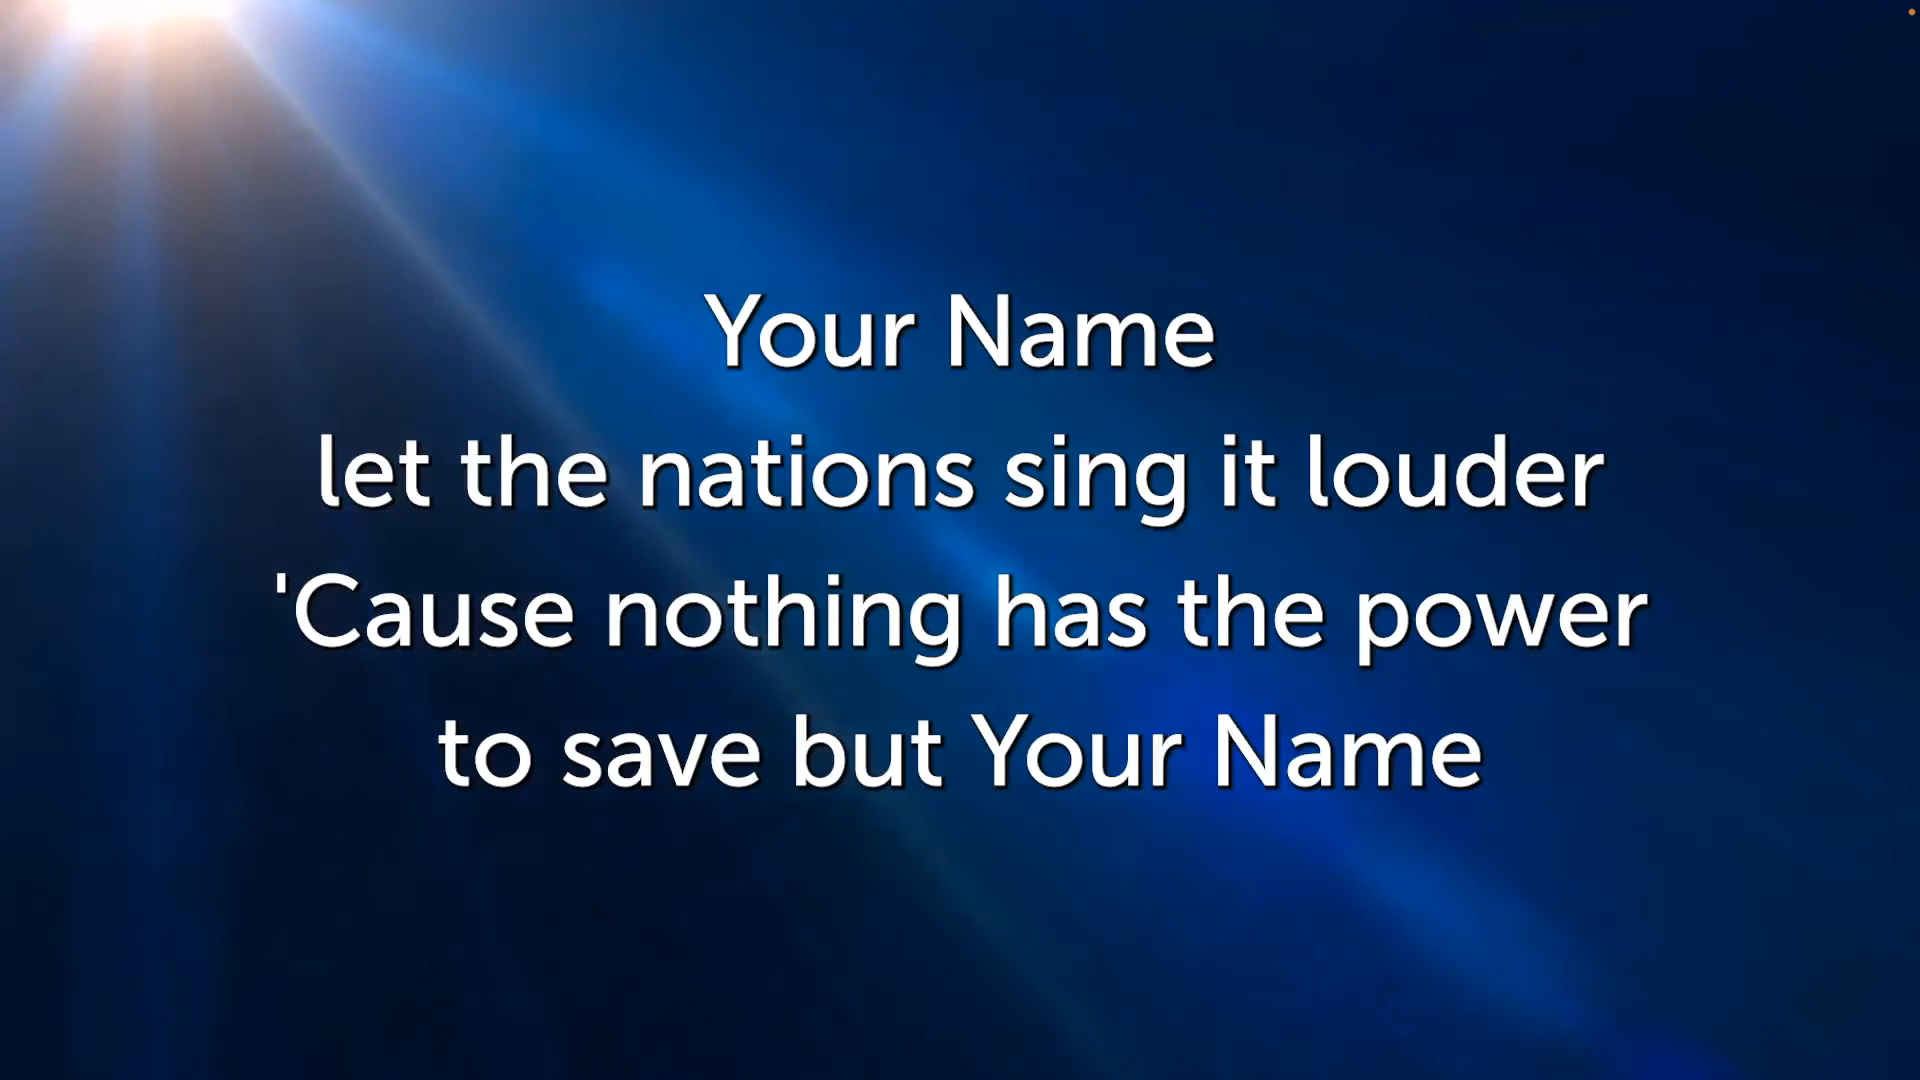 Your Name
let the nations sing it louder
'Cause nothing has the power
to save but Your Name